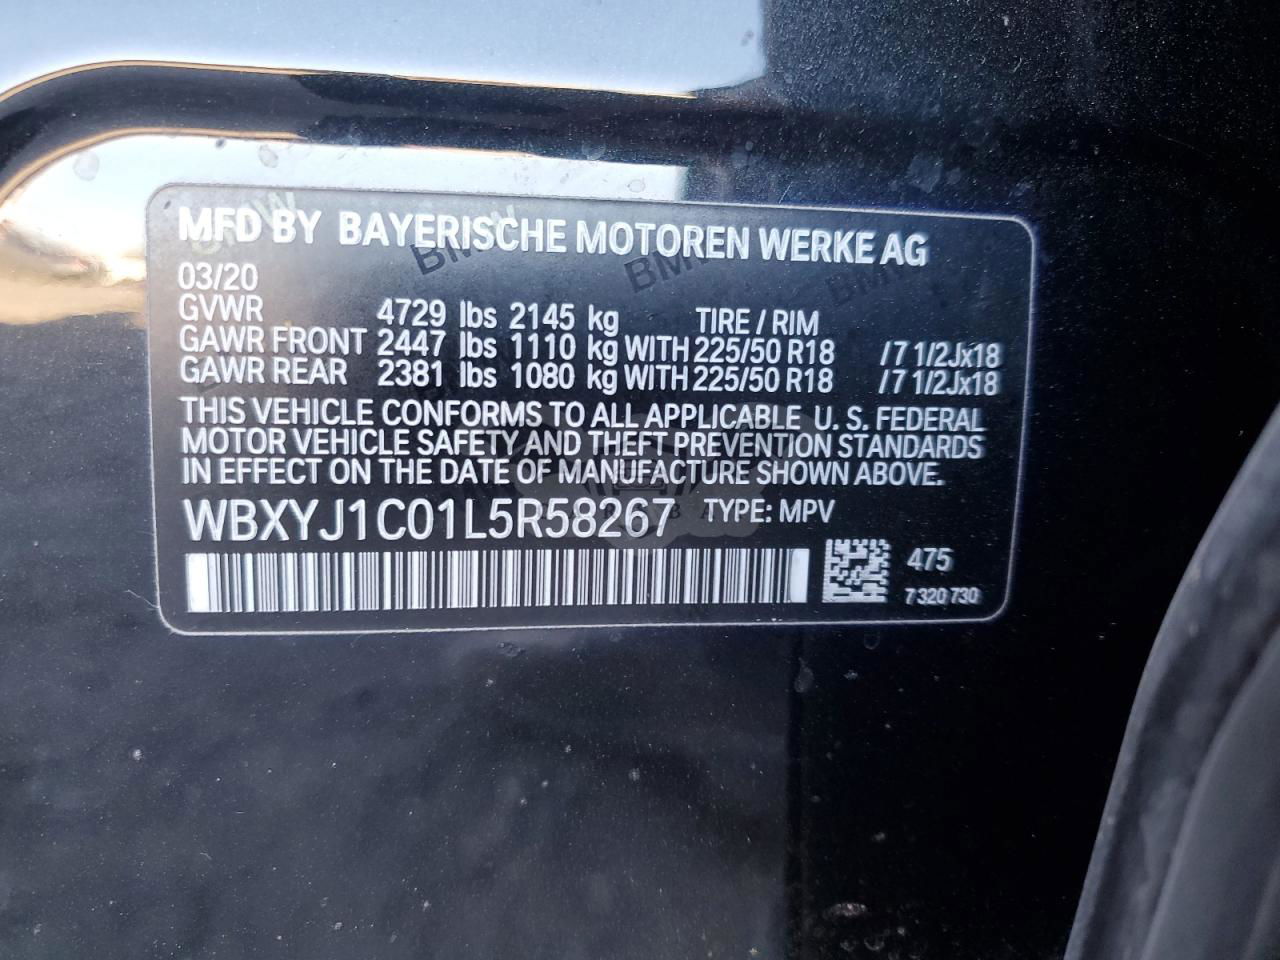 MFD BY BAYERISCHE MOTOREN WERKE AG
03/20
GVWR 4729 lbs 2145 kg TIRE / RIM
GAWR FRONT 2447 lbs 1110 kg WITH 225/50 R18 /7 1/2Jx18
GAWR REAR 2381 lbs 1080 kg WITH 225/50 R18 /7 1/2Jx18
THIS VEHICLE CONFORMS TO ALL APPLICABLE U. S. FEDERAL
MOTOR VEHICLE SAFETY AND THEFT PREVENTION STANDARDS
IN EFFECT ON THE DATE OF MANUFACTURE SHOWN ABOVE.
WBXYJ1C01L5R58267 TYPE: MPV
475
7 320 730